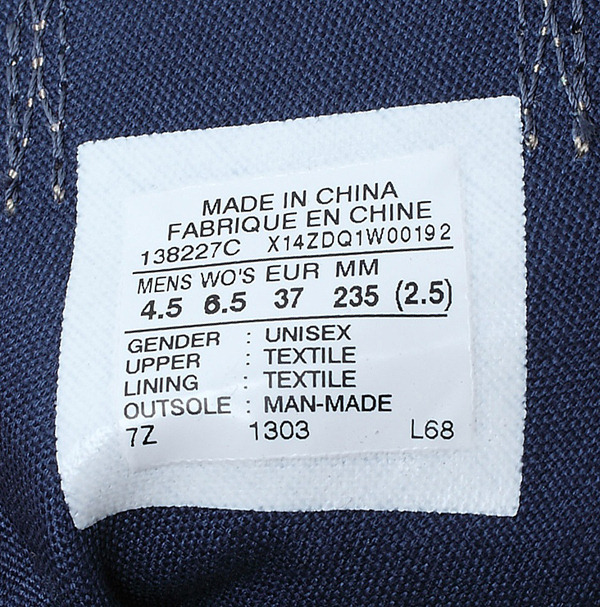 MADE IN CHINA
FABRIQUE EN CHINE
138227C X14ZDQ1W00192
MENS WO'S EUR MM
4.5 6.5 37 235 (2.5)
GENDER : UNISEX
UPPER : TEXTILE
LINING : TEXTILE
OUTSOLE : MAN-MADE
7Z 1303 L68